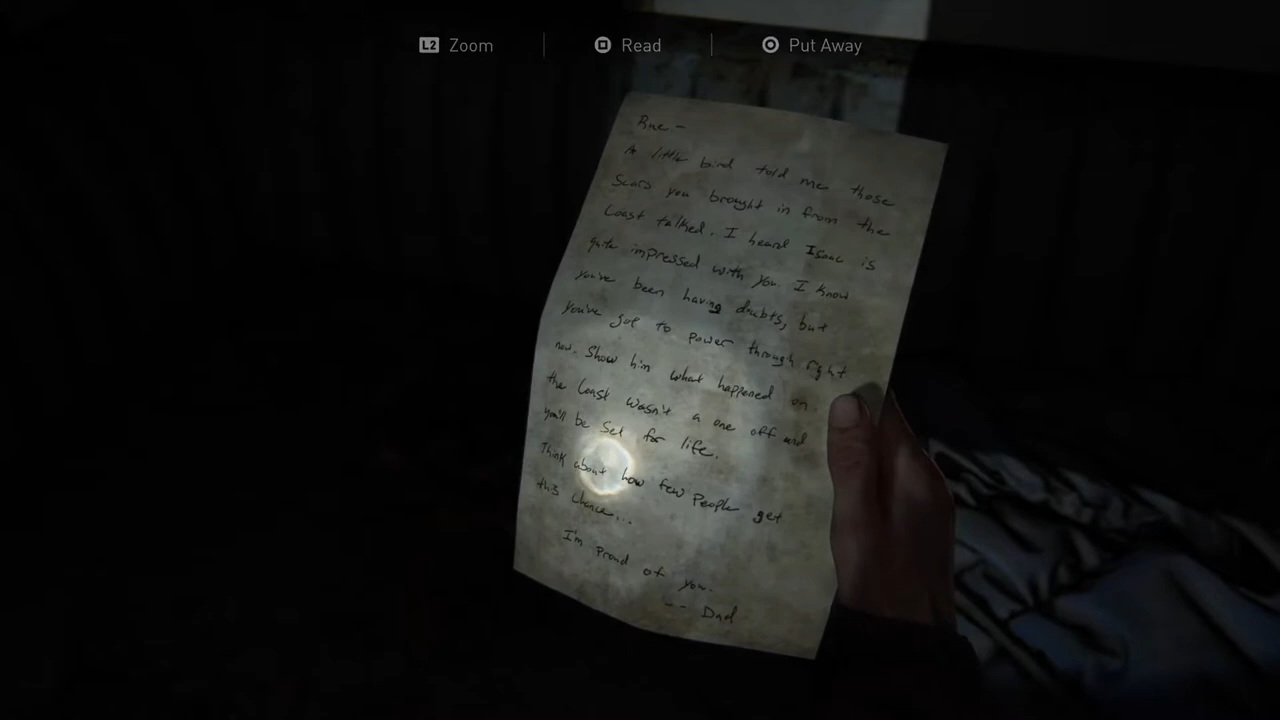 L2 Zoom Read Put Away
Rae -
A little bird told me those
Scars you brought in from the
Coast talked. I heard Isaac is
quite impressed with you. I know
you've been having doubts, but
you've got to power through right
now. Show him what happened on
the Coast wasn't a one off and
you'll be set for life.
Think about how few people get
this chance...
I'm proud of you.
-- Dad